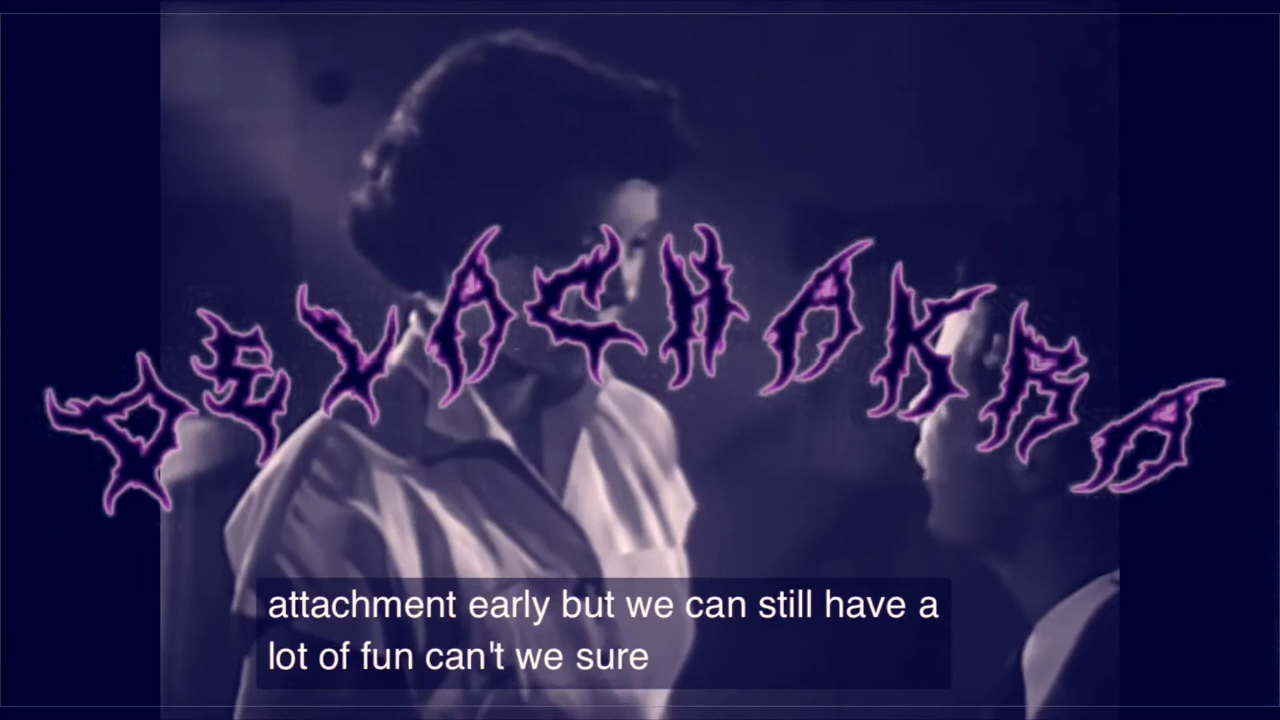 DEVACHAKRA
attachment early but we can still have a
lot of fun can't we sure